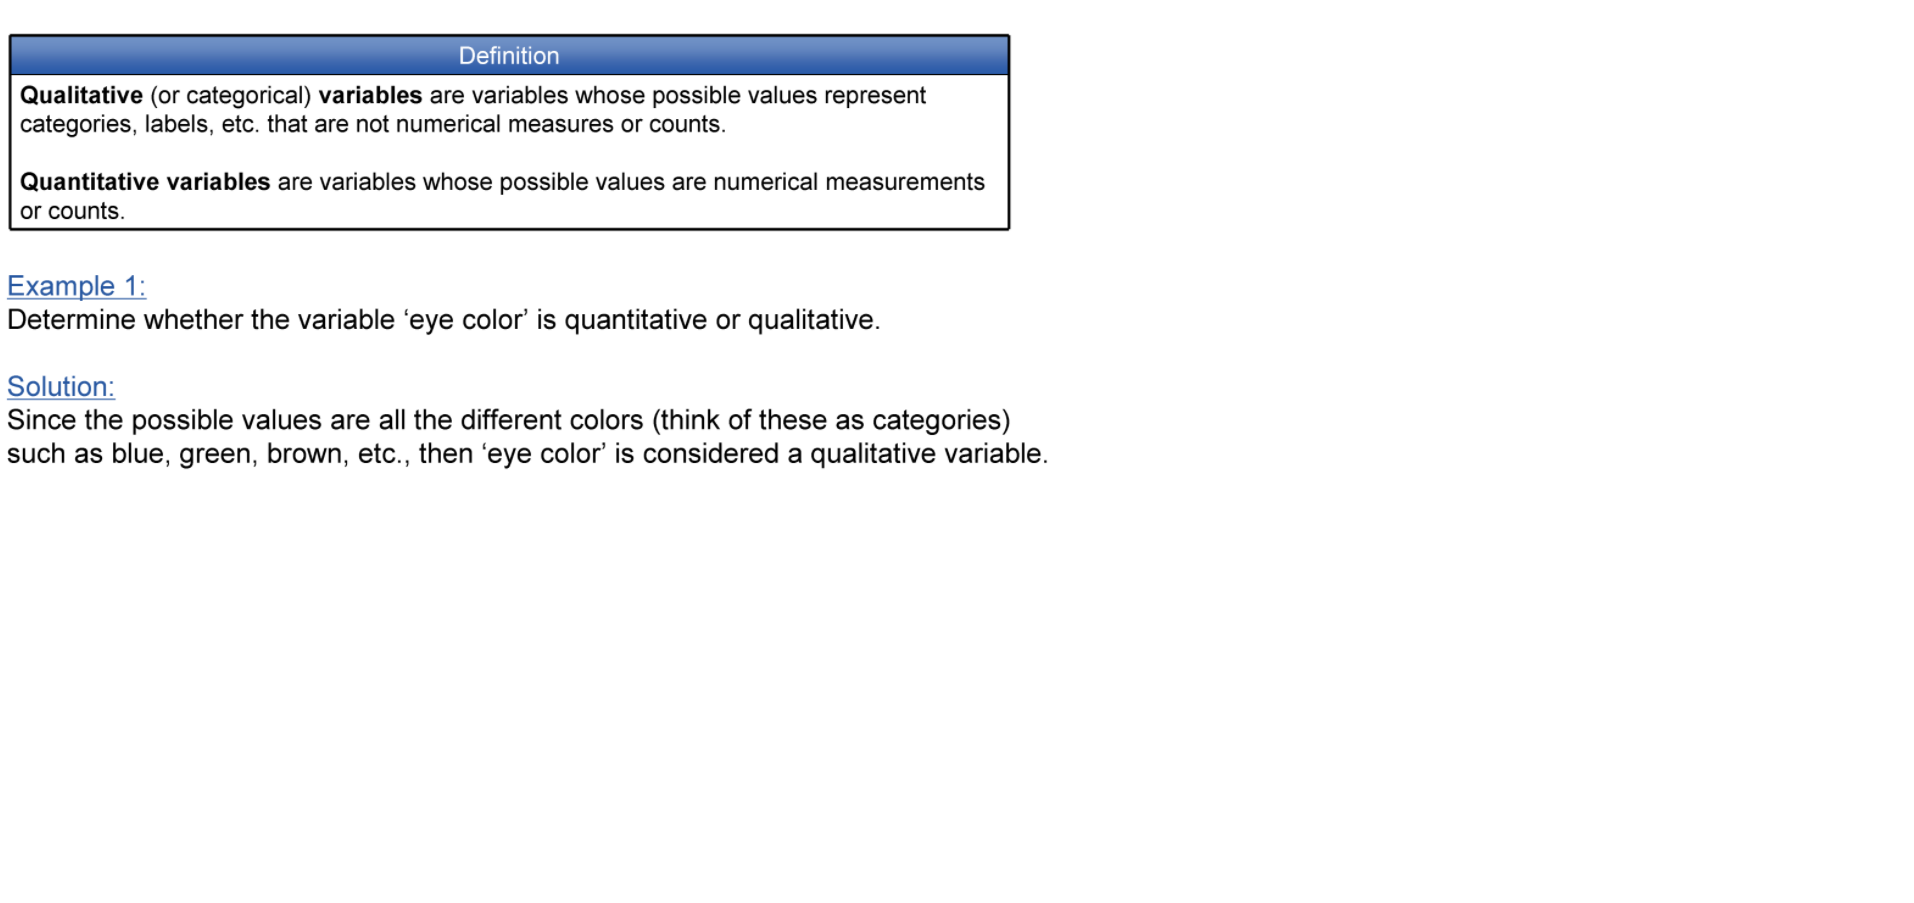 Definition
Qualitative (or categorical) variables are variables whose possible values represent
categories, labels, etc. that are not numerical measures or counts.
Quantitative variables are variables whose possible values are numerical measurements
or counts.
Example 1:
Determine whether the variable ‘eye color’ is quantitative or qualitative.
Solution:
Since the possible values are all the different colors (think of these as categories)
such as blue, green, brown, etc., then ‘eye color’ is considered a qualitative variable.